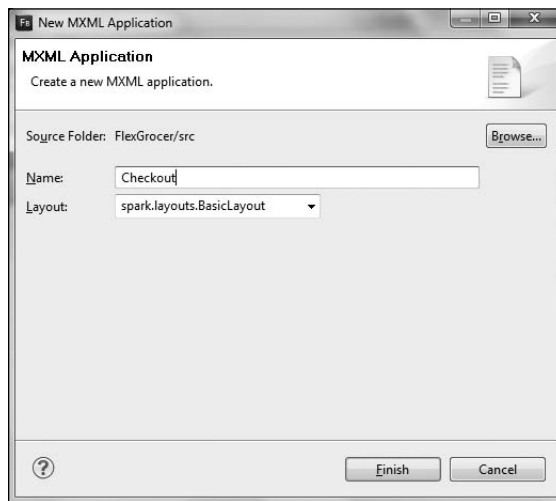 Fb New MXML Application
MXML Application
Create a new MXML application.
Source Folder: FlexGrocer/src
Browse...
Name: Checkout
Layout: spark.layouts.BasicLayout
?
Finish
Cancel